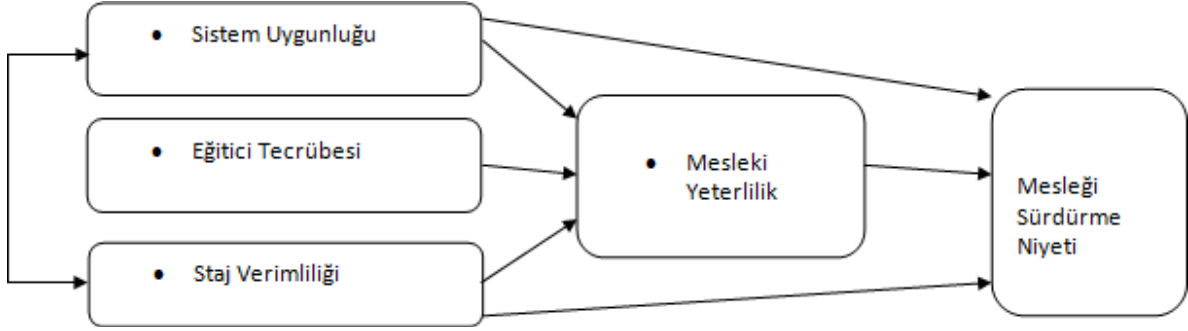 • Sistem Uygunluğu
• Eğitici Tecrübesi
• Mesleki
Yeterlilik
• Staj Verimliliği
Mesleği
Sürdürme
Niyeti